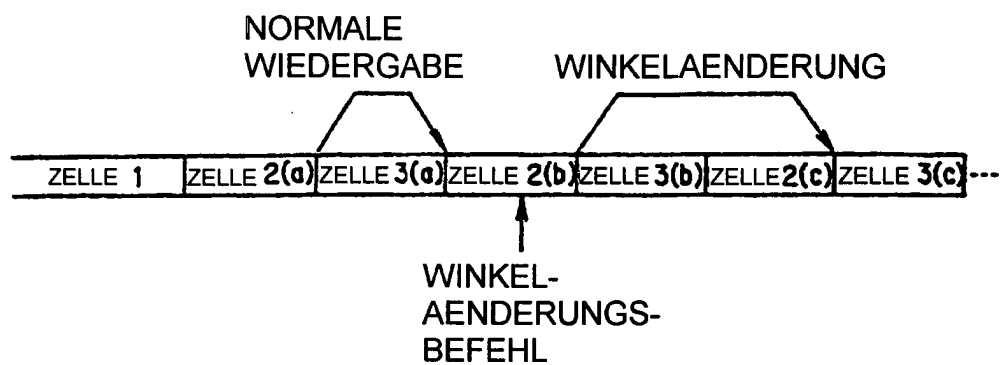 NORMALE
WIEDERGABE
WINKELAENDERUNG
ZELLE 1 ZELLE 2(a) ZELLE 3(a) ZELLE 2(b) ZELLE 3(b) ZELLE 2(c) ZELLE 3(c)
WINKEL-
AENDERUNGS-
BEFEHL